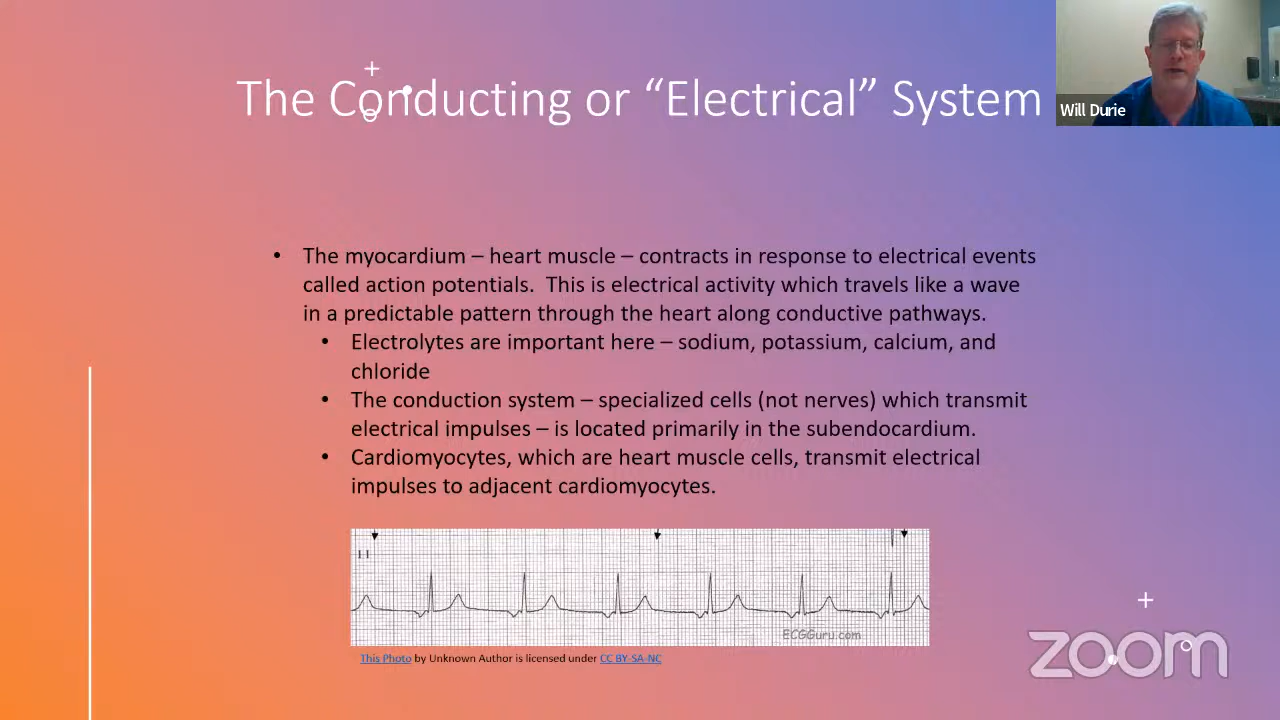 The Conducting or “Electrical” System
Will Durie
• The myocardium – heart muscle – contracts in response to electrical events
called action potentials.  This is electrical activity which travels like a wave
in a predictable pattern through the heart along conductive pathways.
• Electrolytes are important here – sodium, potassium, calcium, and
chloride
• The conduction system – specialized cells (not nerves) which transmit
electrical impulses – is located primarily in the subendocardium.
• Cardiomyocytes, which are heart muscle cells, transmit electrical
impulses to adjacent cardiomyocytes.
II
ECGGuru.com
This Photo by Unknown Author is licensed under CC BY-SA-NC
zoom